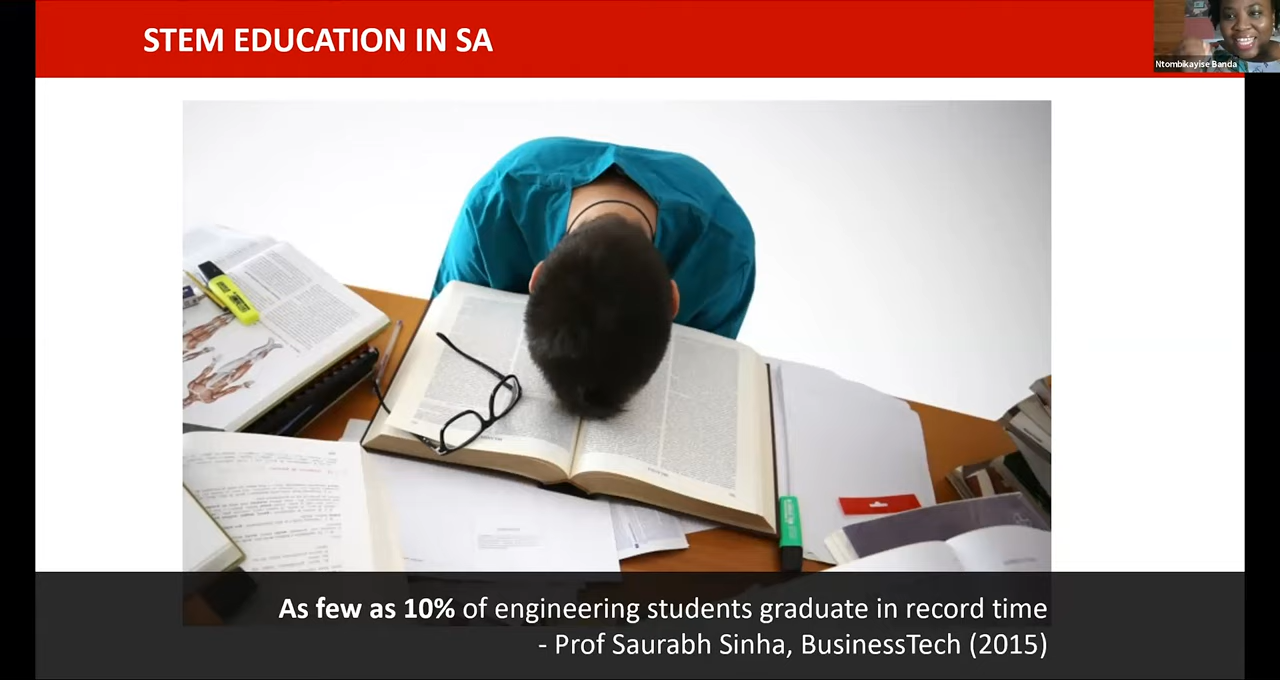 STEM EDUCATION IN SA
Ntombikayise Banda
As few as 10% of engineering students graduate in record time
- Prof Saurabh Sinha, BusinessTech (2015)